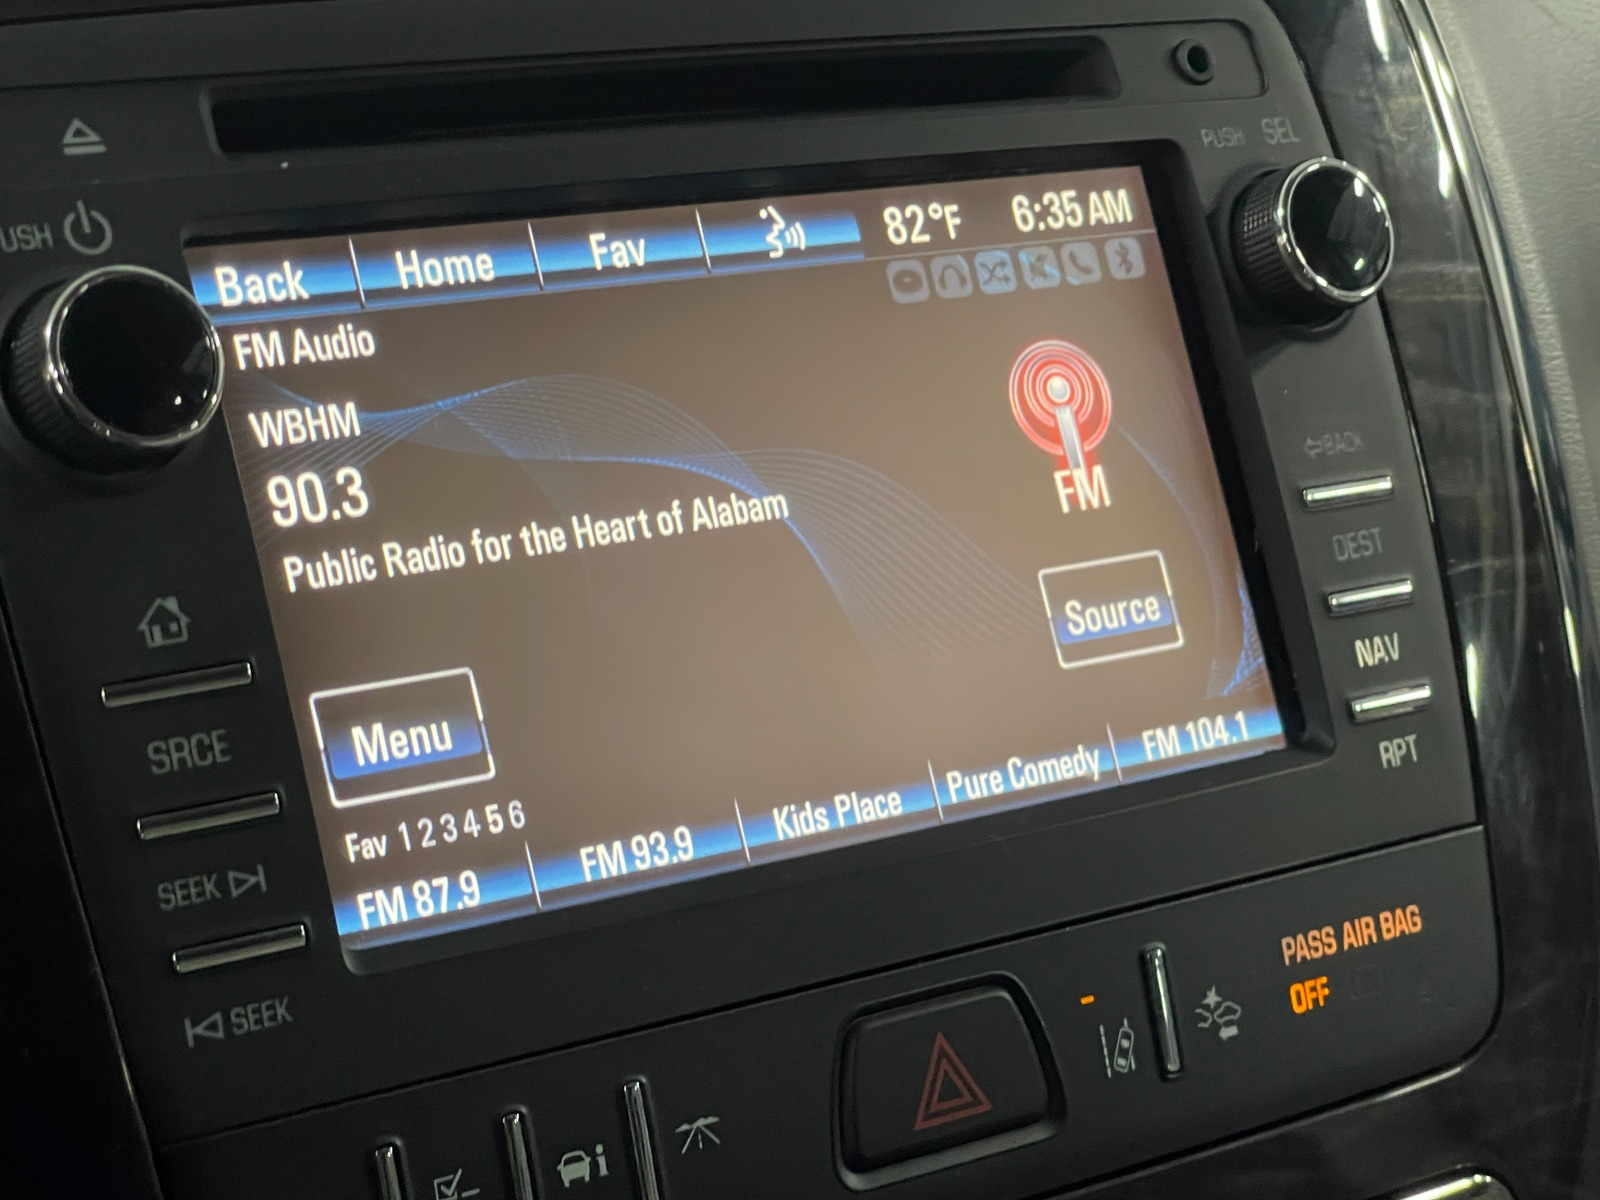 PUSH SEL
USH
Back Home Fav 82°F 6:35 AM
FM Audio
WBHM
90.3
Public Radio for the Heart of Alabam
FM
Source
Menu
Fav 1 2 3 4 5 6
FM 87.9 FM 93.9 Kids Place Pure Comedy FM 104.1
SRCE
SEEK
SEEK
BACK
DEST
NAV
RPT
PASS AIR BAG
OFF